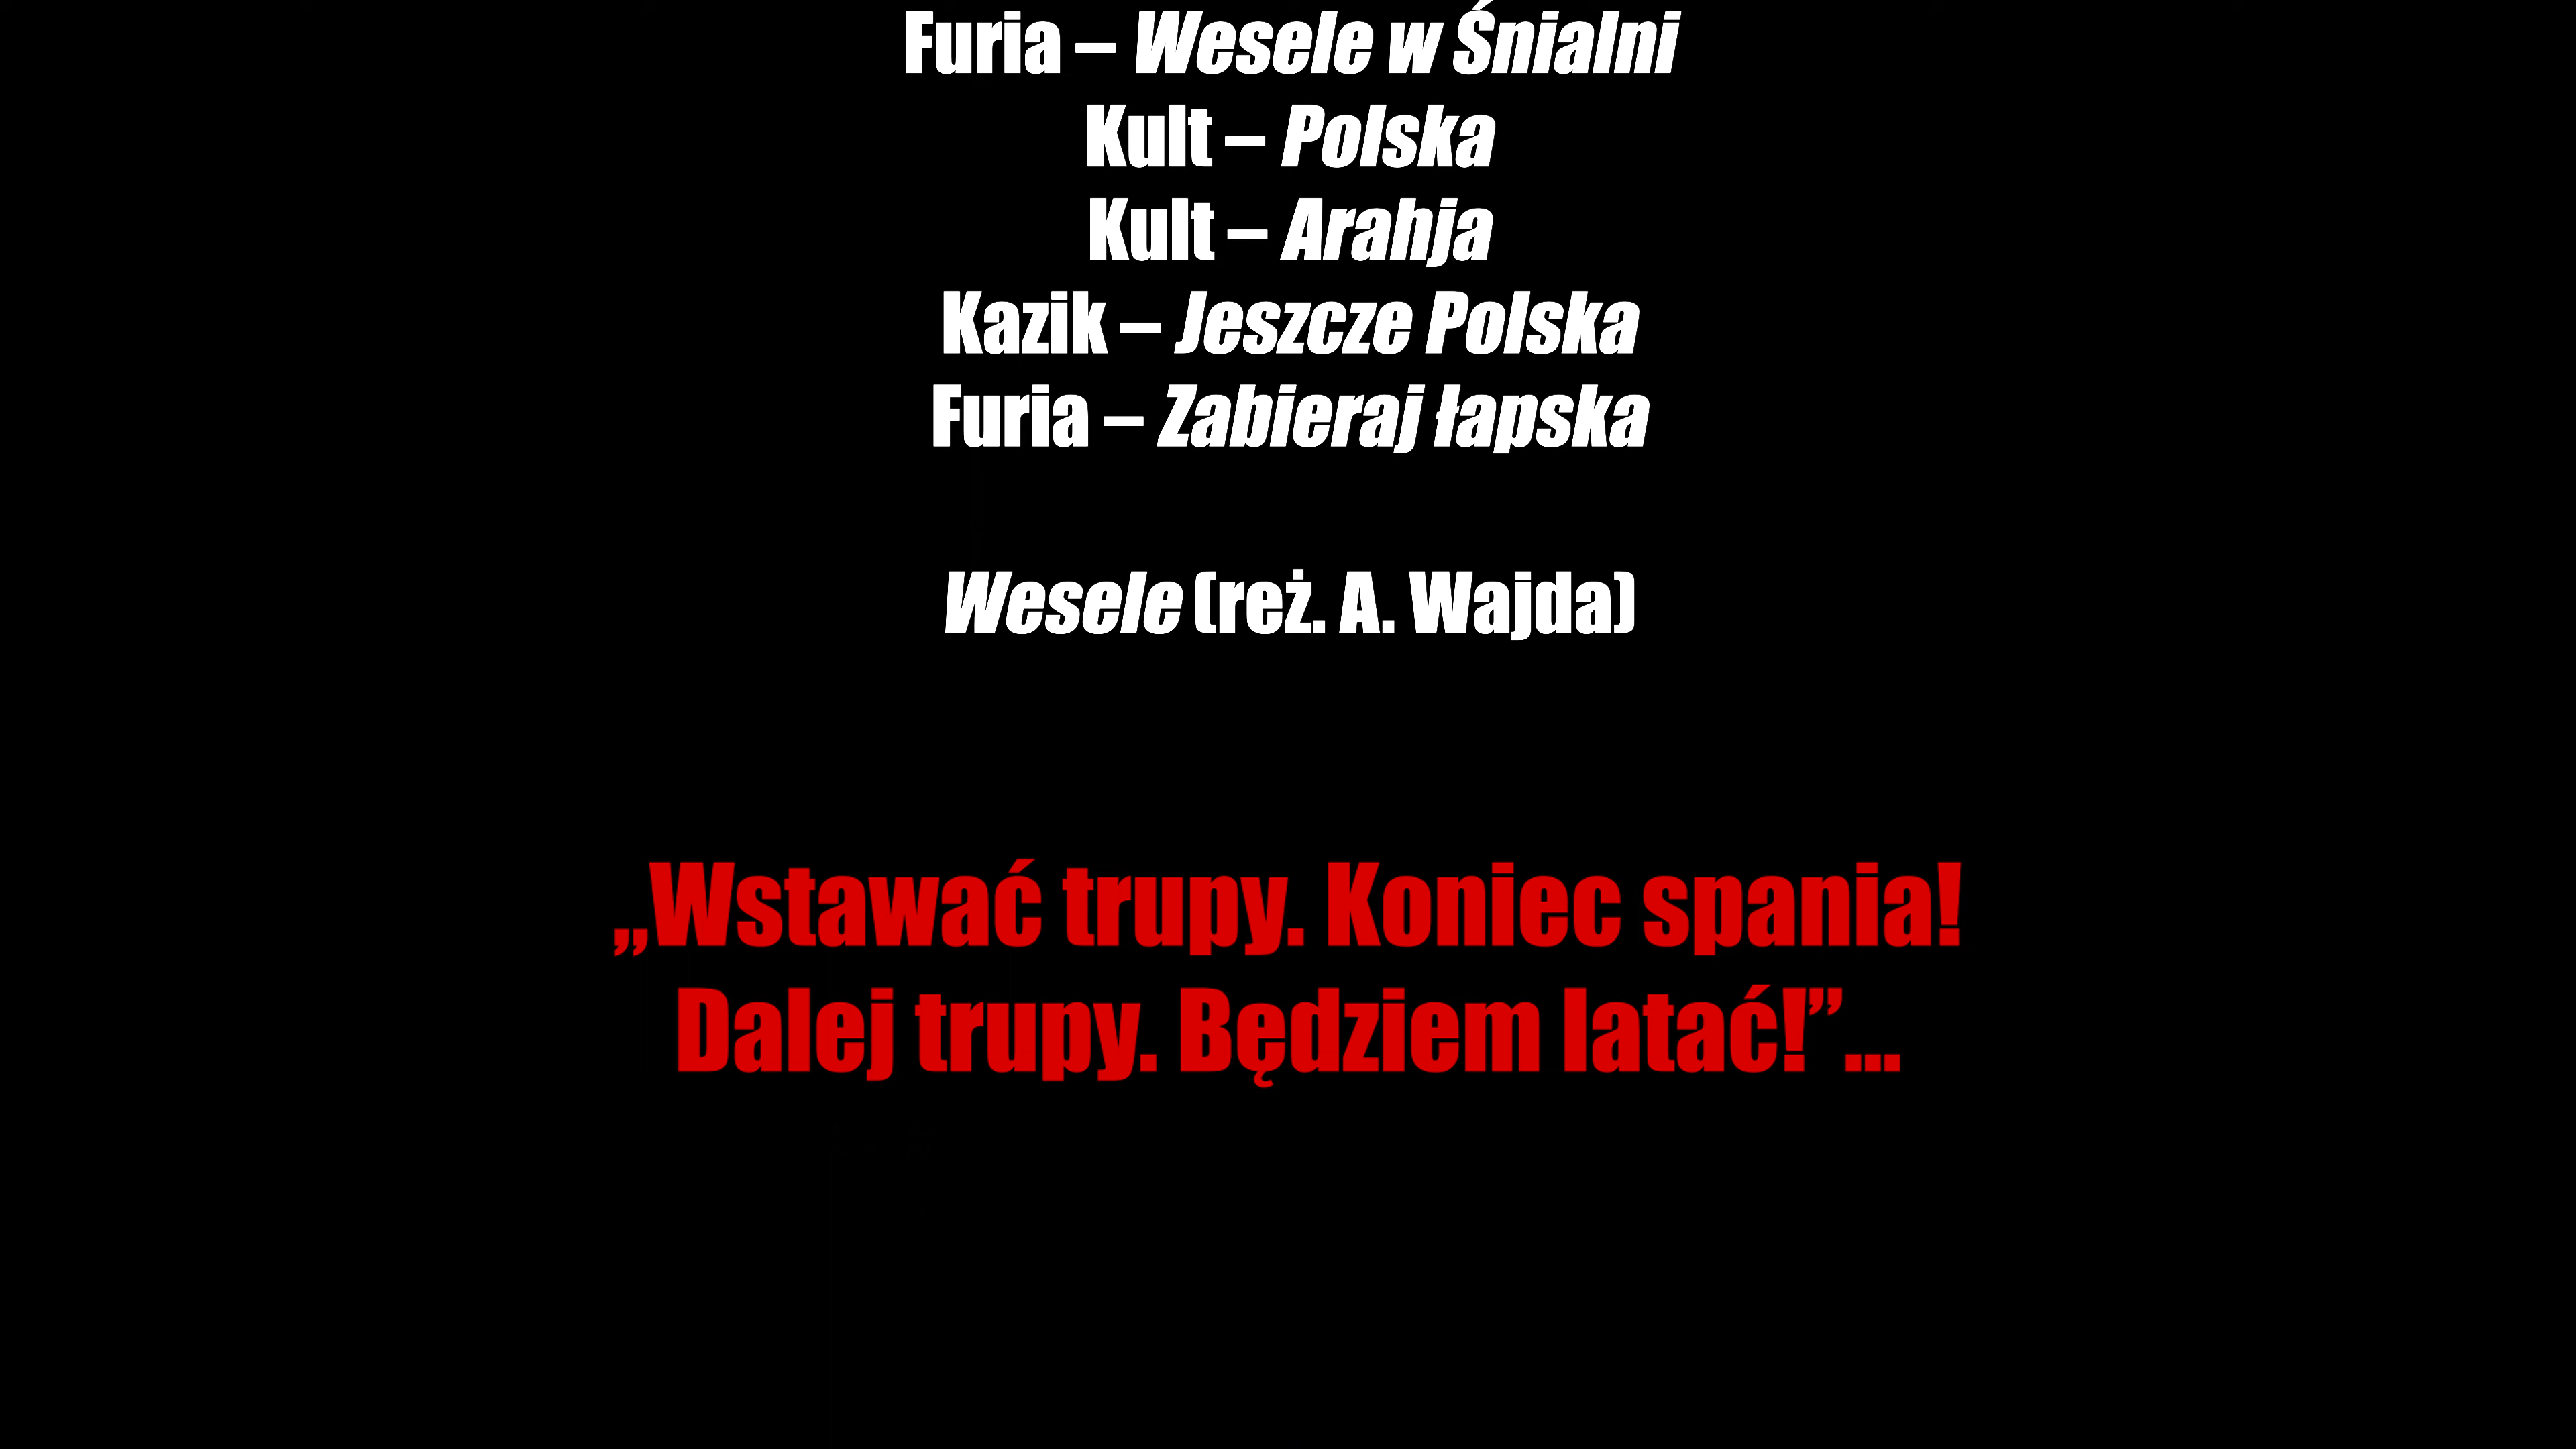 Furia – Wesele w Śnialni
Kult – Polska
Kult – Arahja
Kazik – Jeszcze Polska
Furia – Zabieraj łapska
Wesele (reż. A. Wajda)
„Wstawać trupy. Koniec spania!
Dalej trupy. Będziem latać!”...